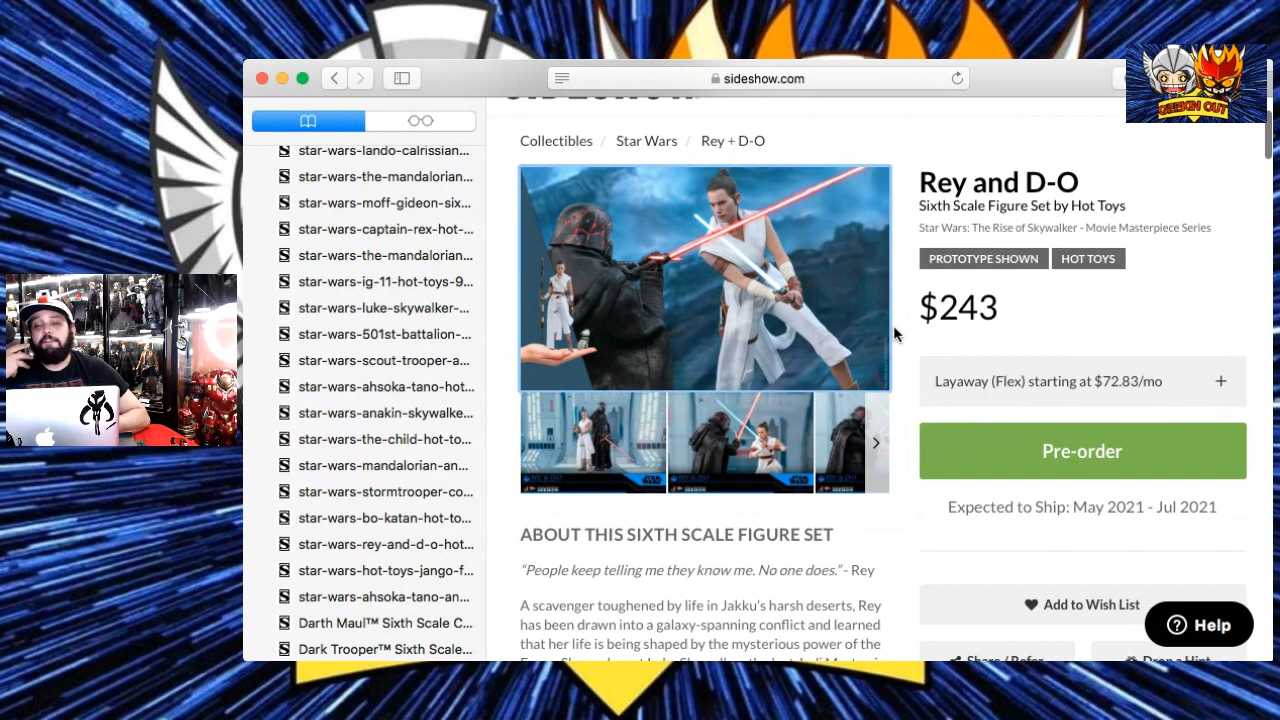 sideshow.com
GEEKIN OUT
Collectibles / Star Wars / Rey + D-O
star-wars-lando-calrissian...
star-wars-the-mandalorian...
star-wars-moff-gideon-six...
star-wars-captain-rex-hot-...
star-wars-the-mandalorian...
star-wars-ig-11-hot-toys-9...
star-wars-luke-skywalker-...
star-wars-501st-battalion-...
star-wars-scout-trooper-a...
star-wars-ahsoka-tano-hot...
star-wars-anakin-skywalke...
star-wars-the-child-hot-to...
star-wars-mandalorian-an...
star-wars-stormtrooper-co...
star-wars-bo-katan-hot-to...
star-wars-rey-and-d-o-hot...
star-wars-hot-toys-jango-f...
star-wars-ahsoka-tano-an...
Darth Maul™ Sixth Scale C...
Dark Trooper™ Sixth Scale...
Rey and D-O
Sixth Scale Figure Set by Hot Toys
Star Wars: The Rise of Skywalker - Movie Masterpiece Series
PROTOTYPE SHOWN
HOT TOYS
$243
Layaway (Flex) starting at $72.83/mo +
Pre-order
Expected to Ship: May 2021 - Jul 2021
Add to Wish List
Share / Refer
Drop a Hint
Help
ABOUT THIS SIXTH SCALE FIGURE SET
“People keep telling me they know me. No one does.” - Rey
A scavenger toughened by life in Jakku's harsh deserts, Rey
has been drawn into a galaxy-spanning conflict and learned
that her life is being shaped by the mysterious power of the